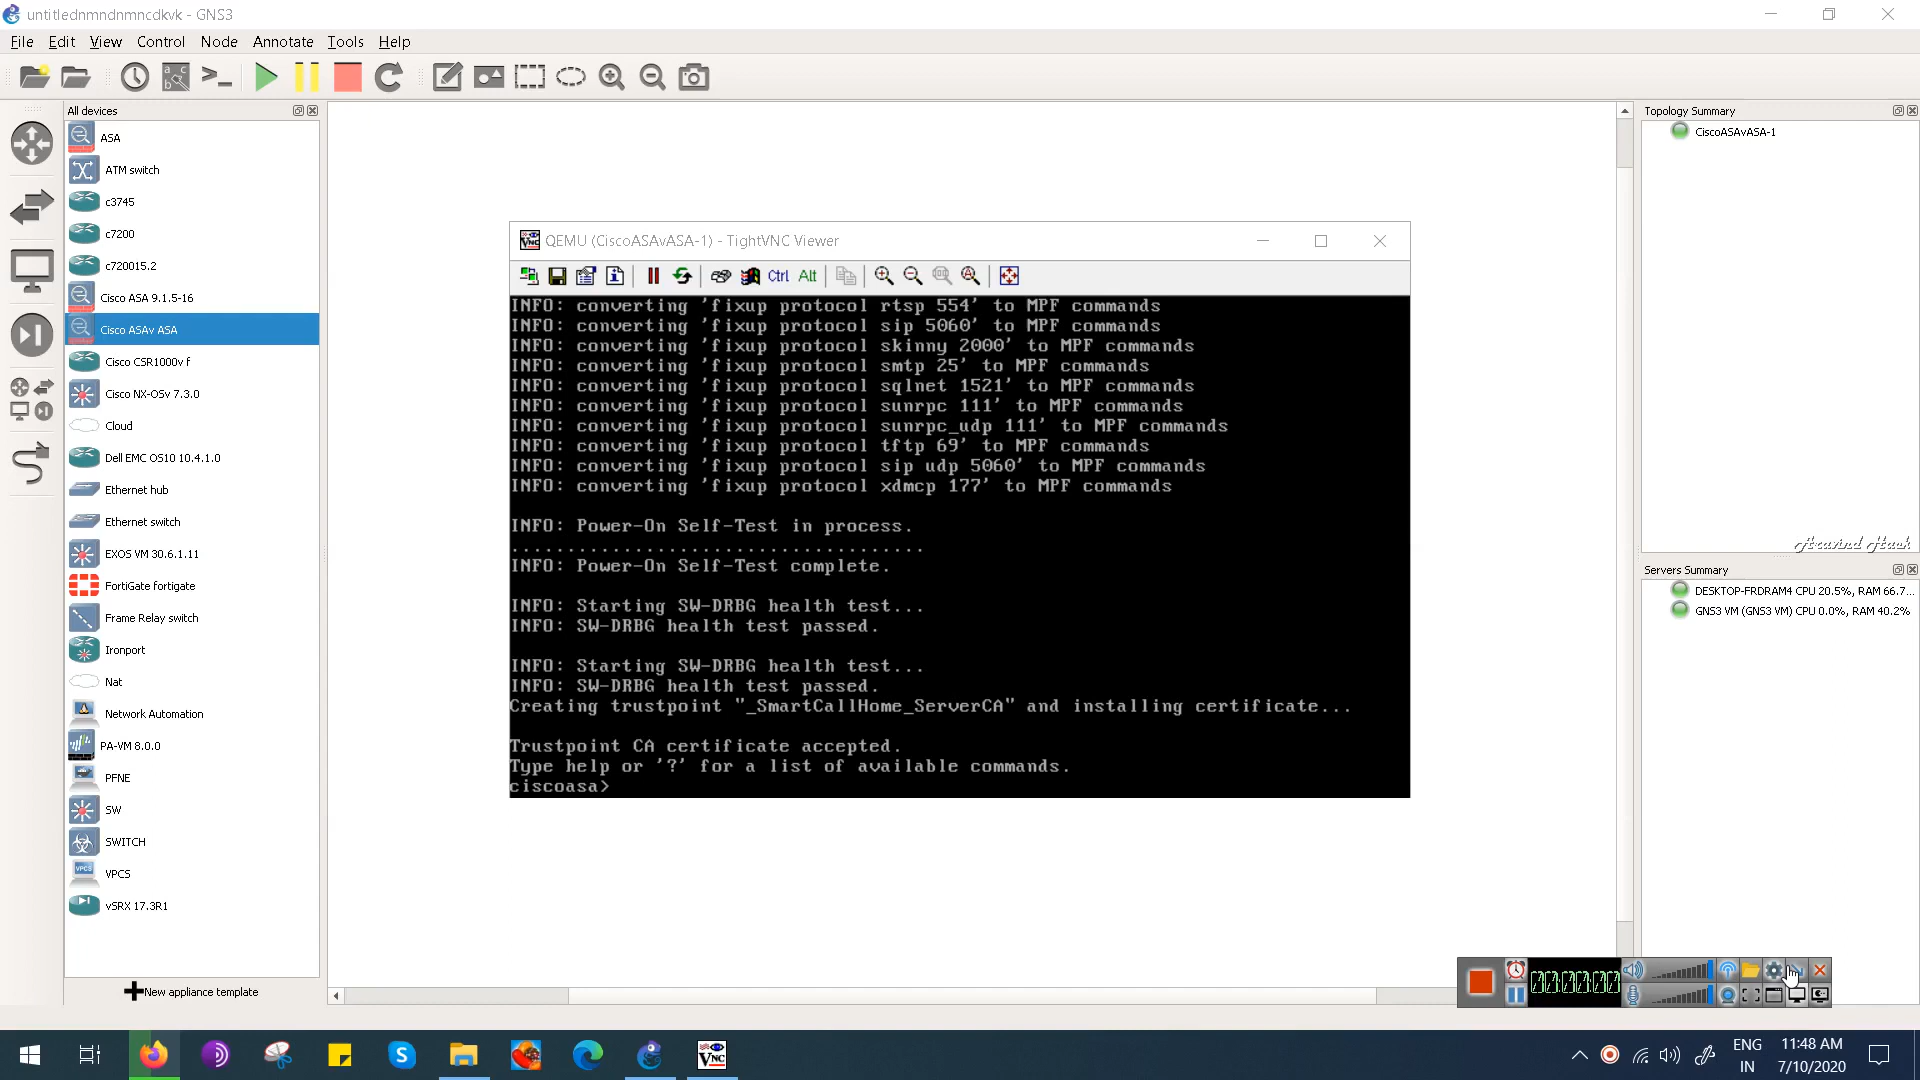 untitlednmndnmncdkvk - GNS3
File Edit View Control Node Annotate Tools Help
All devices
ASA
ATM switch
c3745
c7200
c720015.2
Cisco ASA 9.1.5-16
Cisco ASAv ASA
Cisco CSR1000v f
Cisco NX-OSv 7.3.0
Cloud
Dell EMC OS10 10.4.1.0
Ethernet hub
Ethernet switch
EXOS VM 30.6.1.11
FortiGate fortigate
Frame Relay switch
Ironport
Nat
Network Automation
PA-VM 8.0.0
PFNE
SW
SWITCH
VPCS
vSRX 17.3R1
New appliance template
QEMU (CiscoASAvASA-1) - TightVNC Viewer
Ctrl Alt
INFO: converting 'fixup protocol rtsp 554' to MPF commands
INFO: converting 'fixup protocol sip 5060' to MPF commands
INFO: converting 'fixup protocol skinny 2000' to MPF commands
INFO: converting 'fixup protocol smtp 25' to MPF commands
INFO: converting 'fixup protocol sqlnet 1521' to MPF commands
INFO: converting 'fixup protocol sunrpc 111' to MPF commands
INFO: converting 'fixup protocol sunrpc_udp 111' to MPF commands
INFO: converting 'fixup protocol tftp 69' to MPF commands
INFO: converting 'fixup protocol sip udp 5060' to MPF commands
INFO: converting 'fixup protocol xdmcp 177' to MPF commands
INFO: Power-On Self-Test in process.
.....................................
INFO: Power-On Self-Test complete.
INFO: Starting SW-DRBG health test...
INFO: SW-DRBG health test passed.
INFO: Starting SW-DRBG health test...
INFO: SW-DRBG health test passed.
Creating trustpoint "_SmartCallHome_ServerCA" and installing certificate...
Trustpoint CA certificate accepted.
Type help or '?' for a list of available commands.
ciscoasa>
Topology Summary
CiscoASAvASA-1
Aravind Hack
Servers Summary
DESKTOP-FRDRAM4 CPU 20.5%, RAM 66.7...
GNS3 VM (GNS3 VM) CPU 0.0%, RAM 40.2%
ENG
IN
11:48 AM
7/10/2020